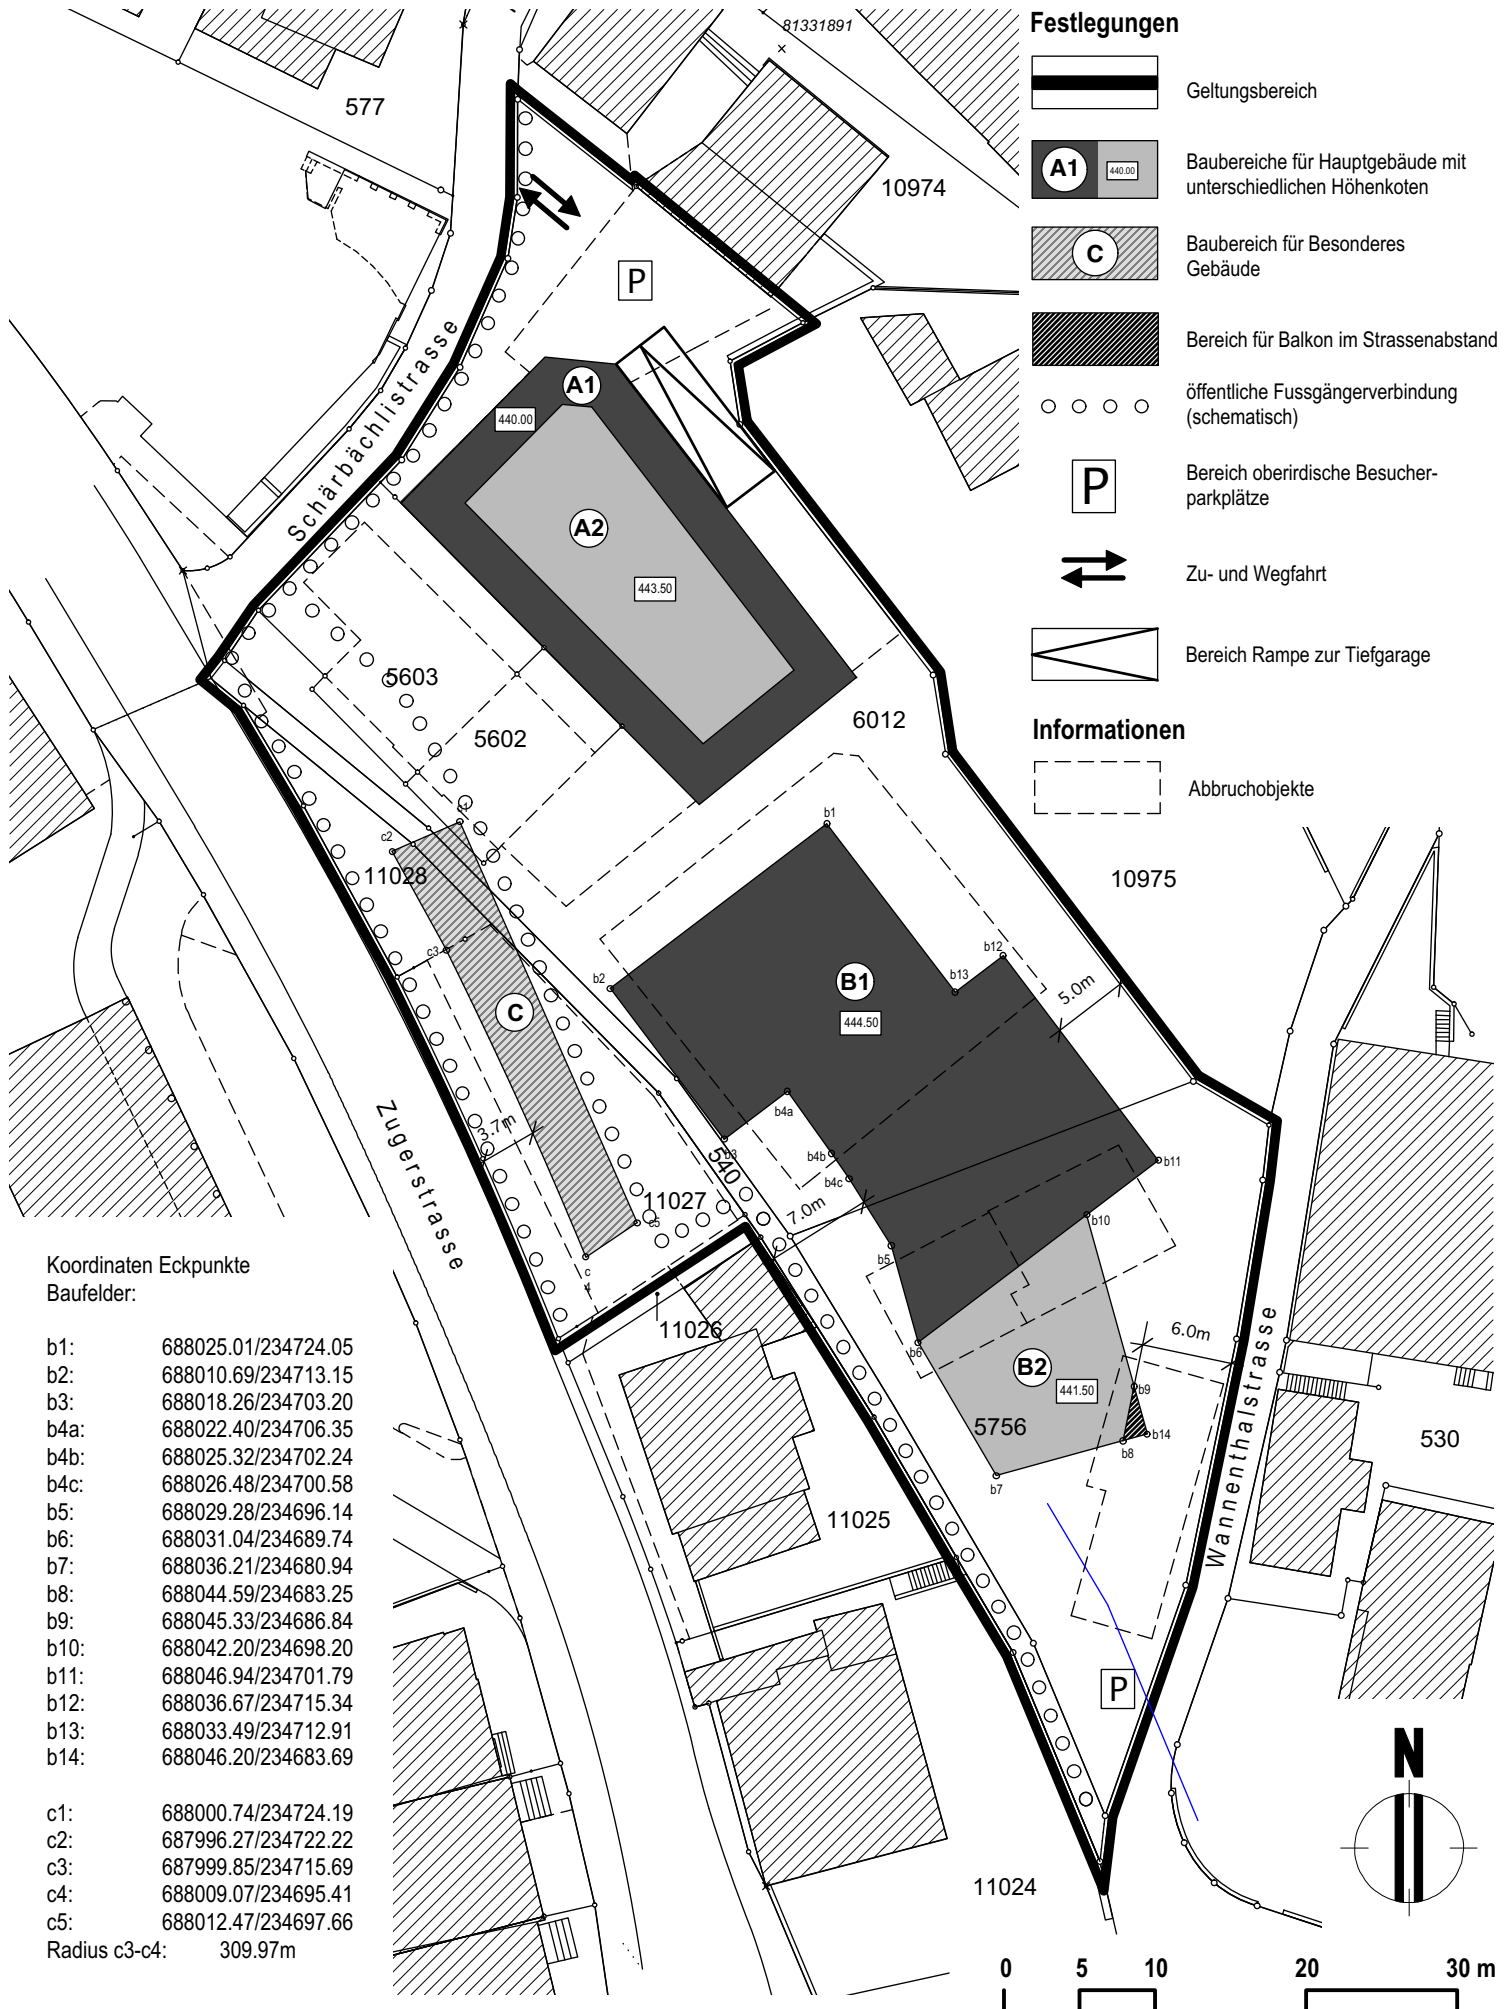 81331891
577
10974
Schärbächlistrasse
P
A1
440.00
A2
443.50
5603
5602
6012
10975
11028
c1
c2
c3
C
b1
b2
b12
b13
B1
444.50
5.0m
b4a
b3
b4b
b4c
b11
b10
b5
540
7.0m
3.7m
Zugerstrasse
11027
c5
c
4
11026
b6
B2
441.50
6.0m
b9
b14
b8
b7
5756
11025
Wannenthalstrasse
530
P
11024
Festlegungen
Geltungsbereich
A1
440.00
Baubereiche für Hauptgebäude mit
unterschiedlichen Höhenkoten
C
Baubereich für Besonderes
Gebäude
Bereich für Balkon im Strassenabstand
öffentliche Fussgängerverbindung
(schematisch)
P
Bereich oberirdische Besucher-
parkplätze
Zu- und Wegfahrt
Bereich Rampe zur Tiefgarage
Informationen
Abbruchobjekte
Koordinaten Eckpunkte
Baufelder:
b1: 688025.01/234724.05
b2: 688010.69/234713.15
b3: 688018.26/234703.20
b4a: 688022.40/234706.35
b4b: 688025.32/234702.24
b4c: 688026.48/234700.58
b5: 688029.28/234696.14
b6: 688031.04/234689.74
b7: 688036.21/234680.94
b8: 688044.59/234683.25
b9: 688045.33/234686.84
b10: 688042.20/234698.20
b11: 688046.94/234701.79
b12: 688036.67/234715.34
b13: 688033.49/234712.91
b14: 688046.20/234683.69
c1: 688000.74/234724.19
c2: 687996.27/234722.22
c3: 687999.85/234715.69
c4: 688009.07/234695.41
c5: 688012.47/234697.66
Radius c3-c4: 309.97m
N
0 5 10 20 30 m